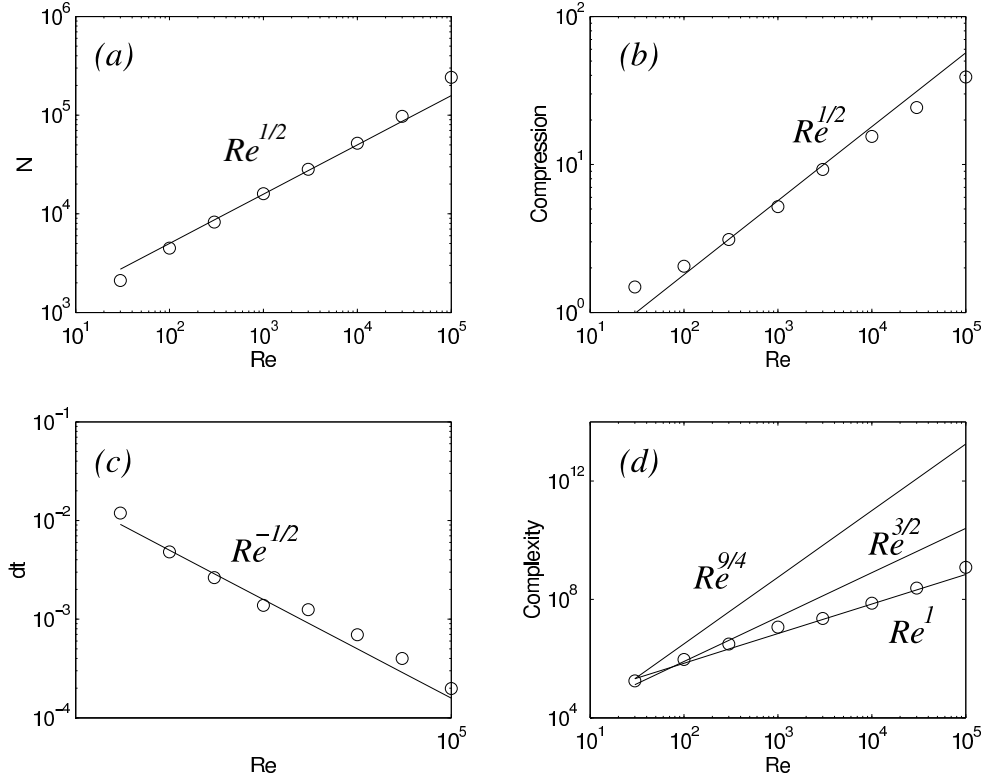 (a)
N
10^6
10^5
10^4
10^3
Re^{1/2}
10^1 10^2 10^3 10^4 10^5
Re
(b)
Compression
10^2
10^1
10^0
Re^{1/2}
10^1 10^2 10^3 10^4 10^5
Re
(c)
dt
10^{-1}
10^{-2}
10^{-3}
10^{-4}
Re^{-1/2}
10^5
Re
(d)
Complexity
10^{12}
10^8
10^4
Re^{9/4}
Re^{3/2}
Re^1
10^1 10^2 10^3 10^4 10^5
Re